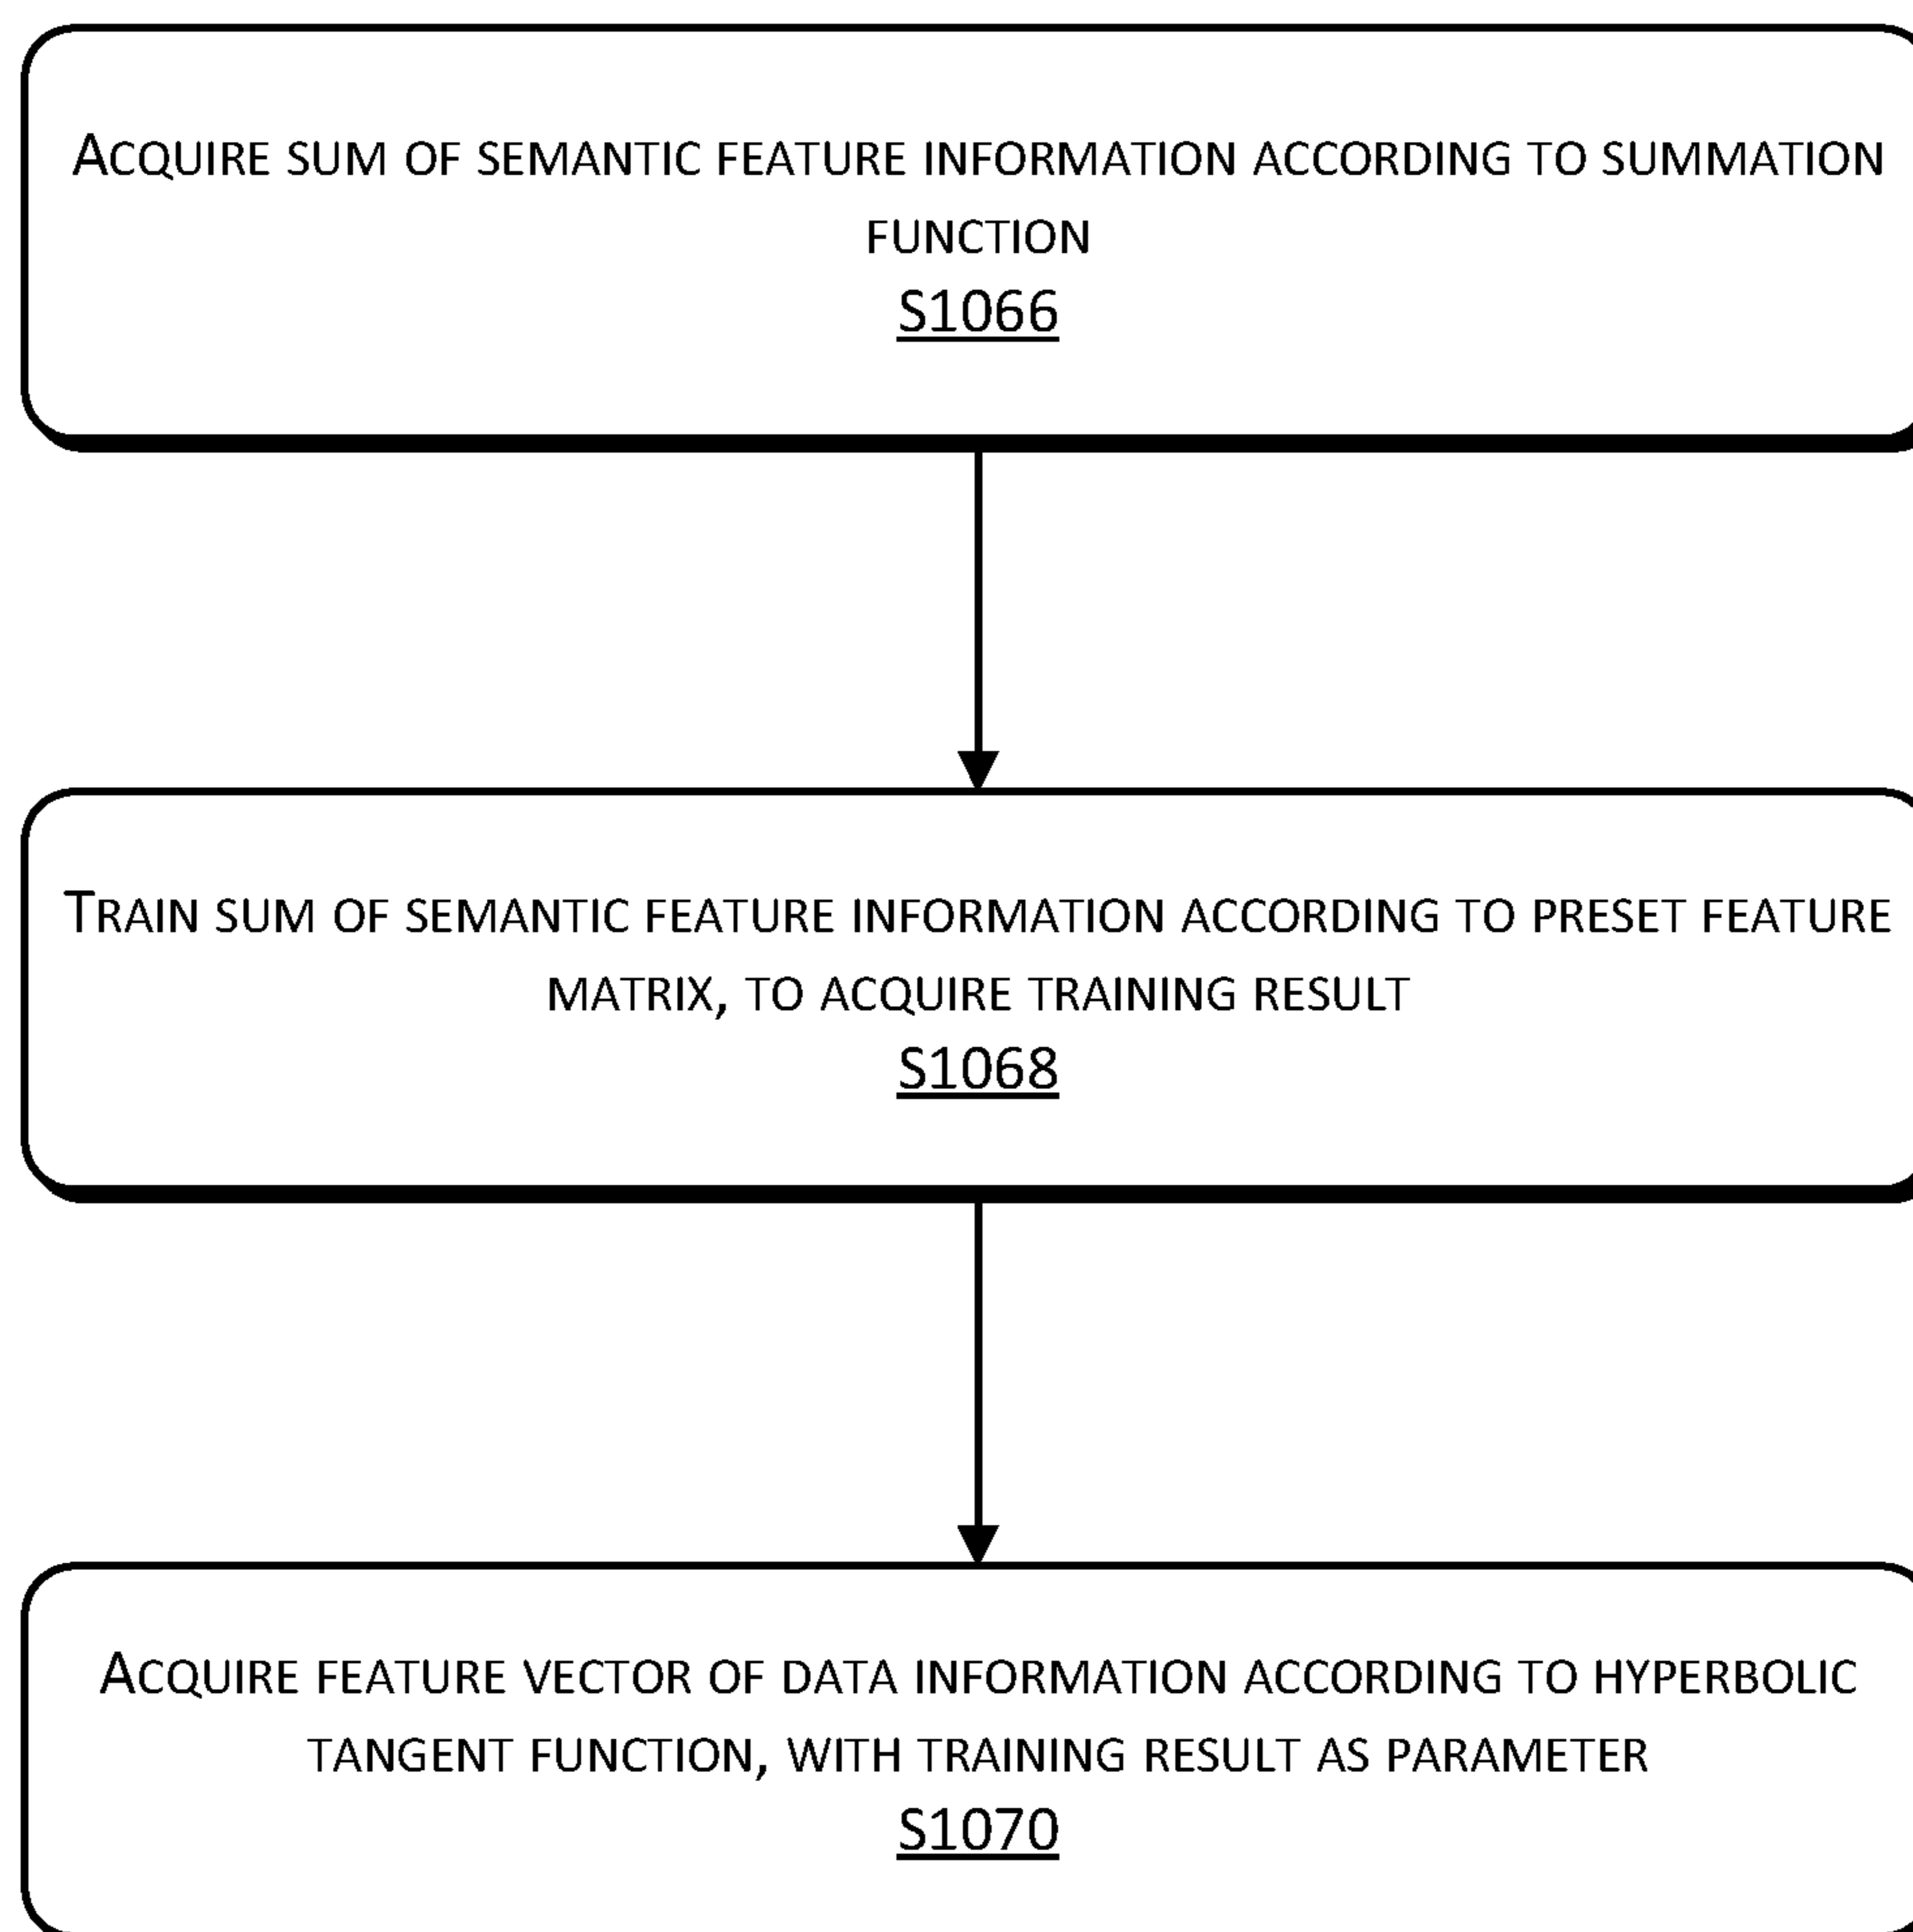 Acquire sum of semantic feature information according to summation
function
S1066
Train sum of semantic feature information according to preset feature
matrix, to acquire training result
S1068
Acquire feature vector of data information according to hyperbolic
tangent function, with training result as parameter
S1070